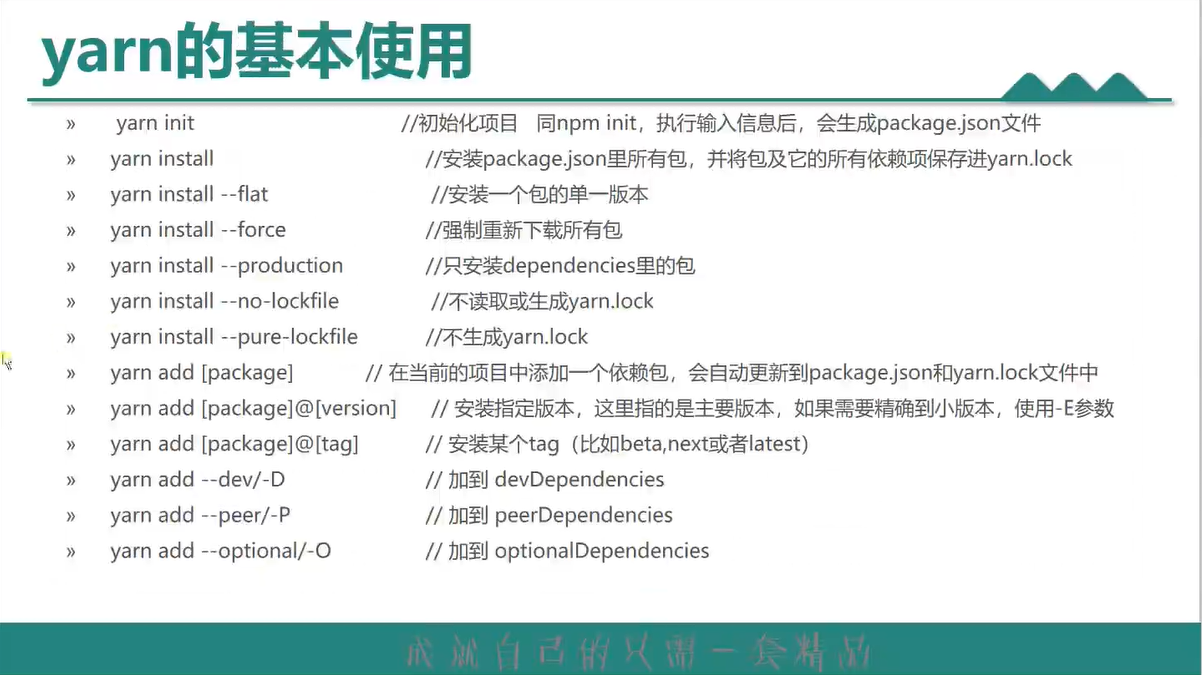 yarn的基本使用
» yarn init //初始化项目 同npm init，执行输入信息后，会生成package.json文件
» yarn install //安装package.json里所有包，并将包及它的所有依赖项保存进yarn.lock
» yarn install --flat //安装一个包的单一版本
» yarn install --force //强制重新下载所有包
» yarn install --production //只安装dependencies里的包
» yarn install --no-lockfile //不读取或生成yarn.lock
» yarn install --pure-lockfile //不生成yarn.lock
» yarn add [package] // 在当前的项目中添加一个依赖包，会自动更新到package.json和yarn.lock文件中
» yarn add [package]@[version] // 安装指定版本，这里指的是主要版本，如果需要精确到小版本，使用-E参数
» yarn add [package]@[tag] // 安装某个tag（比如beta,next或者latest）
» yarn add --dev/-D // 加到 devDependencies
» yarn add --peer/-P // 加到 peerDependencies
» yarn add --optional/-O // 加到 optionalDependencies
成就自己的只需一套精品